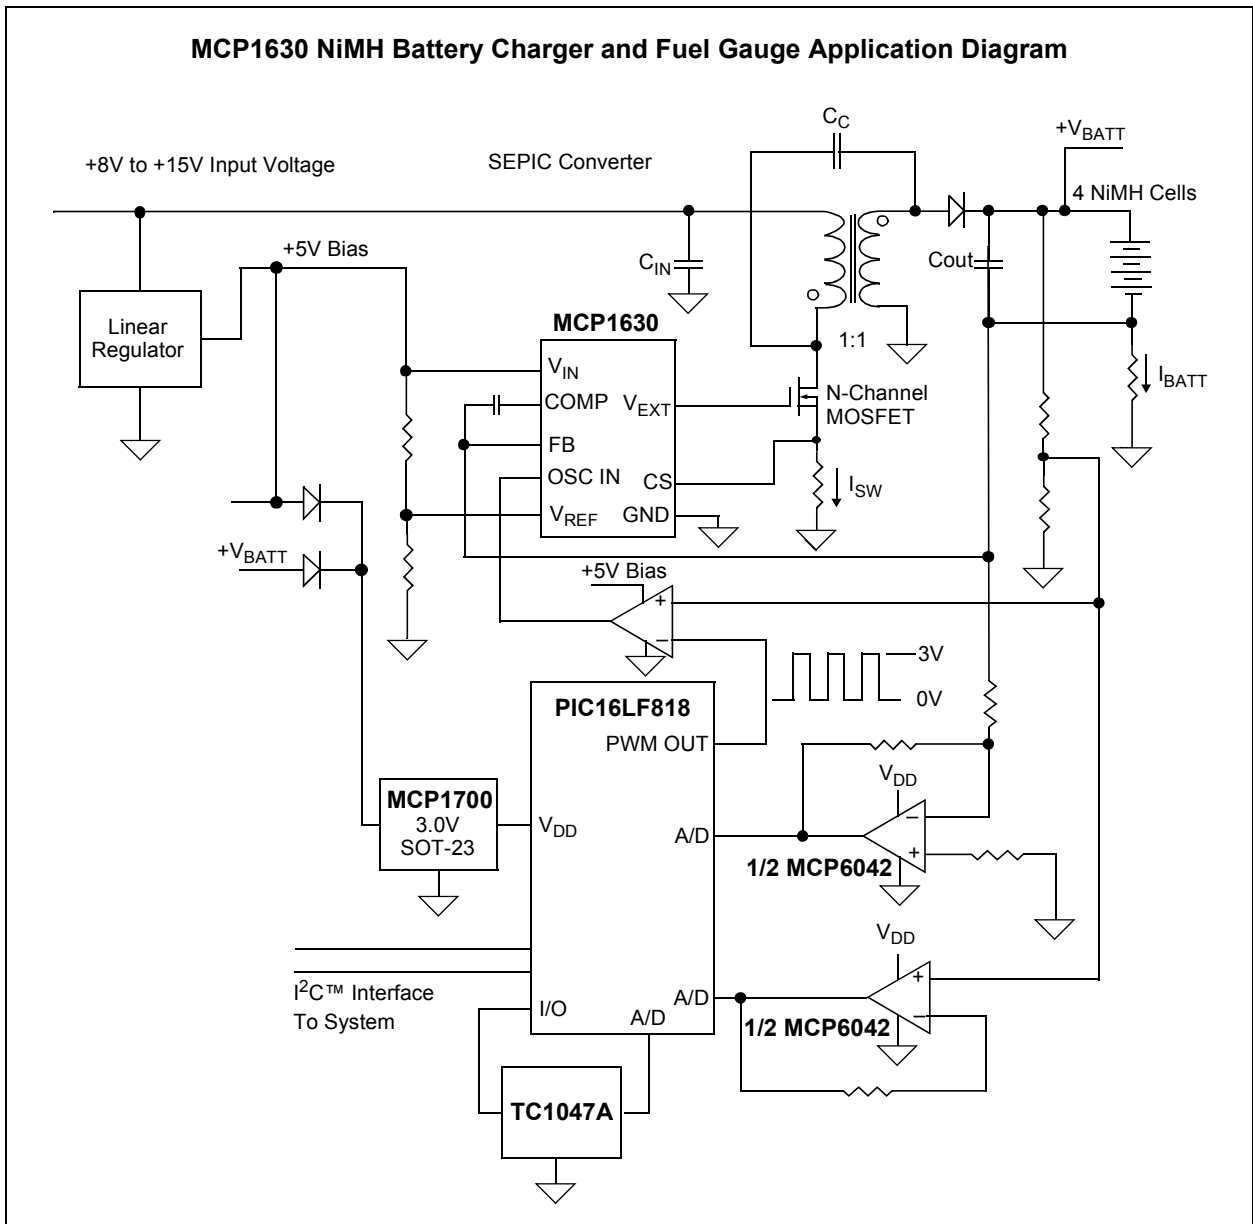 MCP1630 NiMH Battery Charger and Fuel Gauge Application Diagram
C_C
+V_BATT
+8V to +15V Input Voltage
SEPIC Converter
4 NiMH Cells
+5V Bias
C_IN
Cout
Linear
Regulator
MCP1630
1:1
V_IN
COMP
V_EXT
FB
OSC IN
CS
V_REF
GND
N-Channel
MOSFET
I_BATT
I_SW
+V_BATT
+5V Bias
+
–
3V
0V
PIC16LF818
PWM OUT
MCP1700
3.0V
SOT-23
V_DD
A/D
V_DD
–
+
1/2 MCP6042
V_DD
I²C™ Interface
To System
I/O
A/D
A/D
+
–
1/2 MCP6042
TC1047A